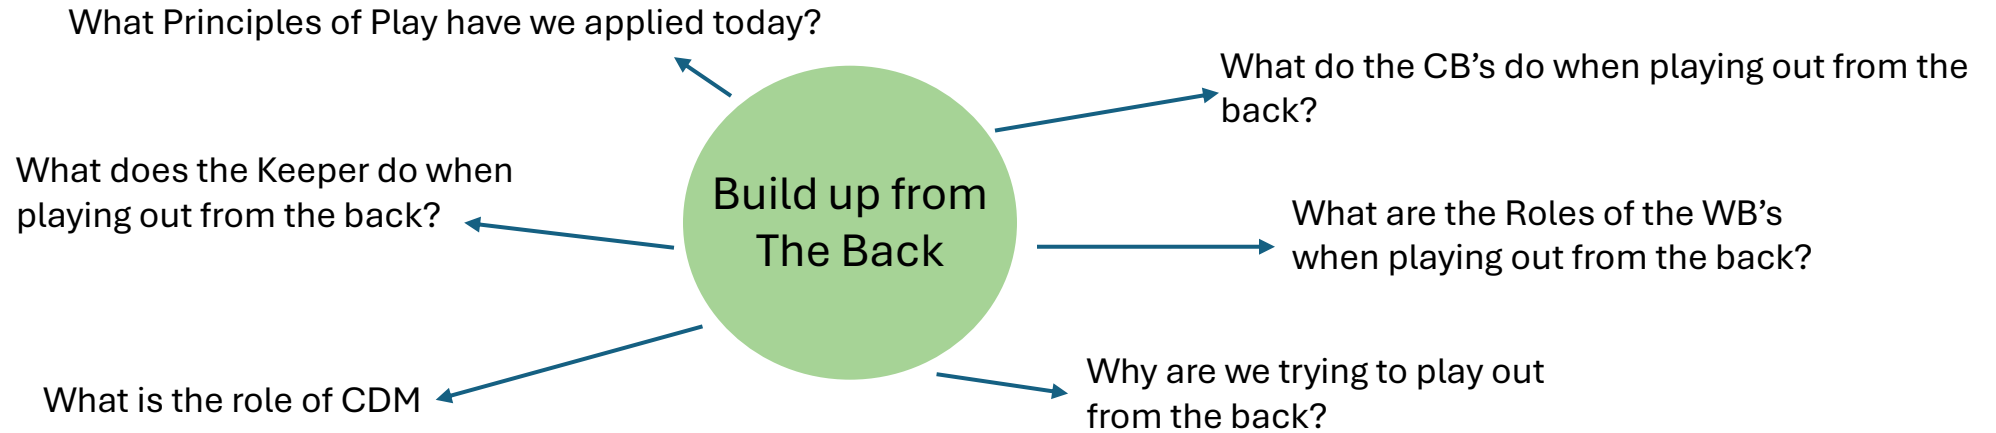 What Principles of Play have we applied today?
What do the CB’s do when playing out from the
back?
What does the Keeper do when
playing out from the back?
Build up from
The Back
What are the Roles of the WB’s
when playing out from the back?
What is the role of CDM
Why are we trying to play out
from the back?